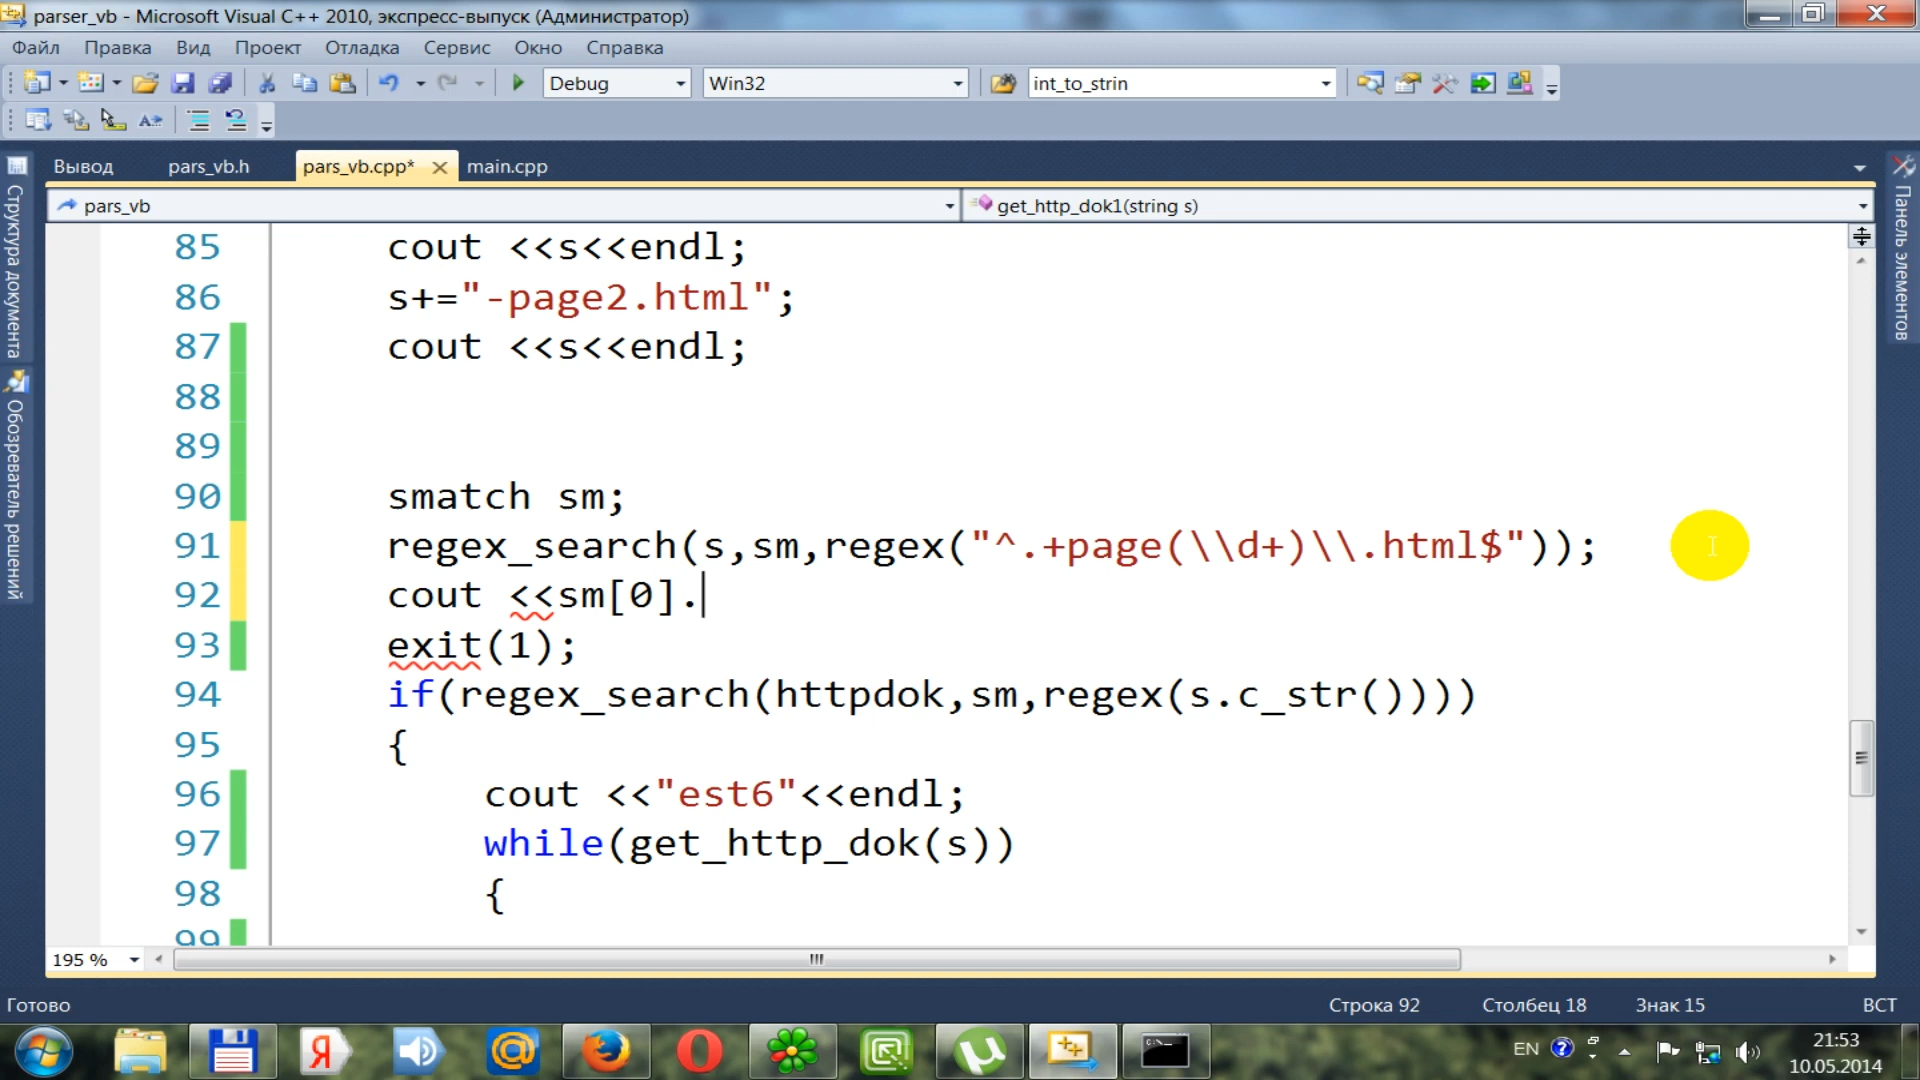 parser_vb - Microsoft Visual C++ 2010, экспресс-выпуск (Администратор)
Файл Правка Вид Проект Отладка Сервис Окно Справка
Debug Win32 int_to_strin
Вывод pars_vb.h pars_vb.cpp* main.cpp
pars_vb get_http_dok1(string s)
Структура документа
Обозреватель решений
Панель элементов
85 cout <<s<<endl;
86 s+="-page2.html";
87 cout <<s<<endl;
88
89
90 smatch sm;
91 regex_search(s,sm,regex("^.+page(\\d+)\\.html$"));
92 cout <<sm[0].
93 exit(1);
94 if(regex_search(httpdok,sm,regex(s.c_str())))
95 {
96 cout <<"est6"<<endl;
97 while(get_http_dok(s))
98 {
99
195 %
Готово Строка 92 Столбец 18 Знак 15 ВСТ
EN 21:53
10.05.2014